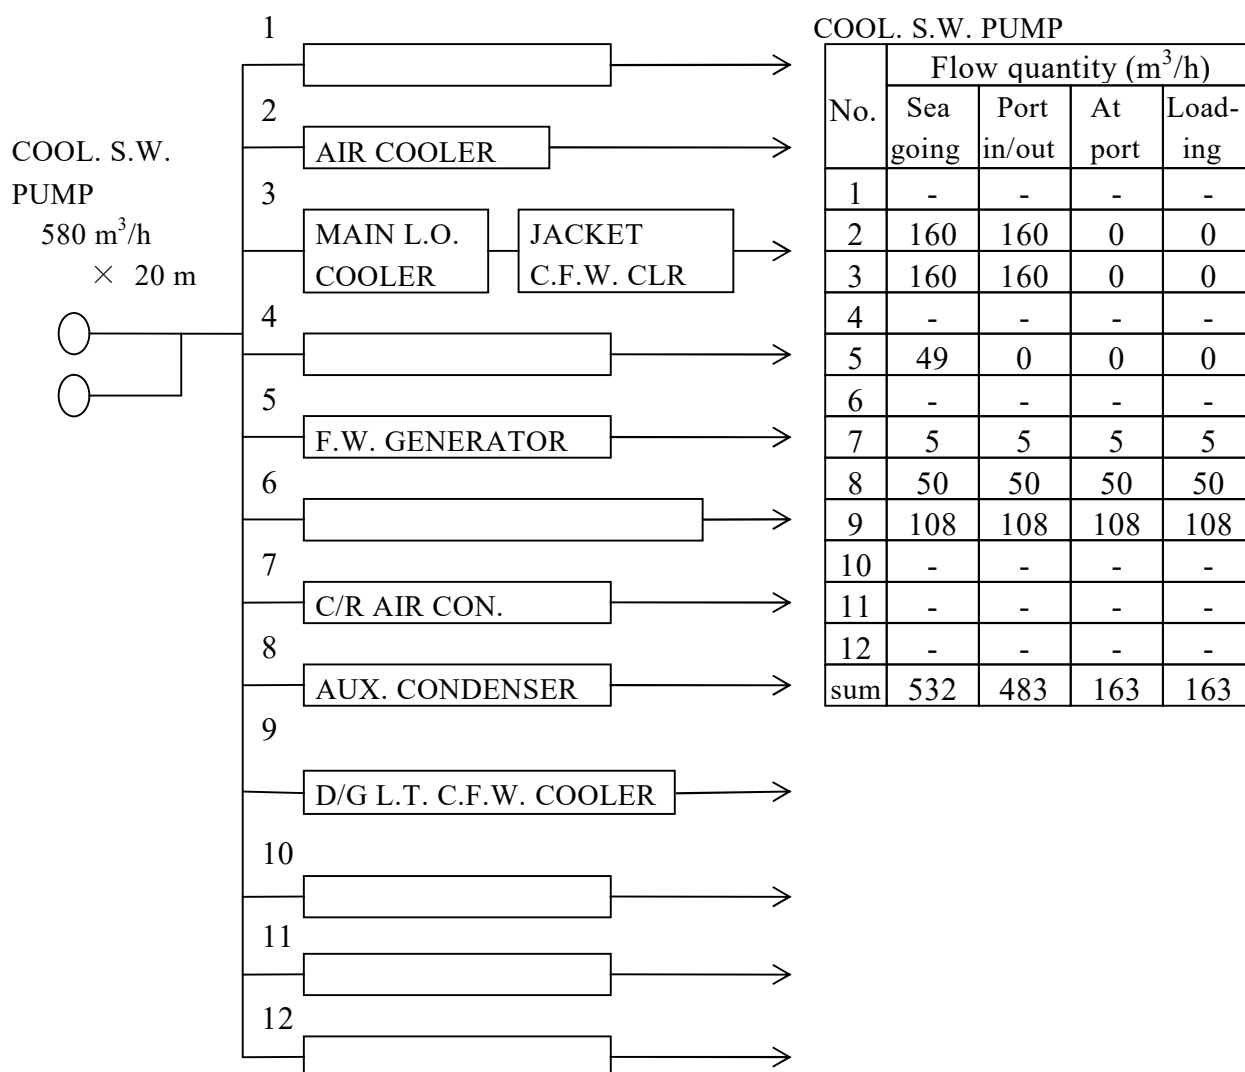 COOL. S.W.
PUMP
580 m³/h
× 20 m
1
2
AIR COOLER
3
MAIN L.O.
COOLER
JACKET
C.F.W. CLR
4
5
F.W. GENERATOR
6
7
C/R AIR CON.
8
AUX. CONDENSER
9
D/G L.T. C.F.W. COOLER
10
11
12
COOL. S.W. PUMP
No. Flow quantity (m³/h)
Sea going Port in/out At port Load-ing
1 - - - -
2 160 160 0 0
3 160 160 0 0
4 - - - -
5 49 0 0 0
6 - - - -
7 5 5 5 5
8 50 50 50 50
9 108 108 108 108
10 - - - -
11 - - - -
12 - - - -
sum 532 483 163 163